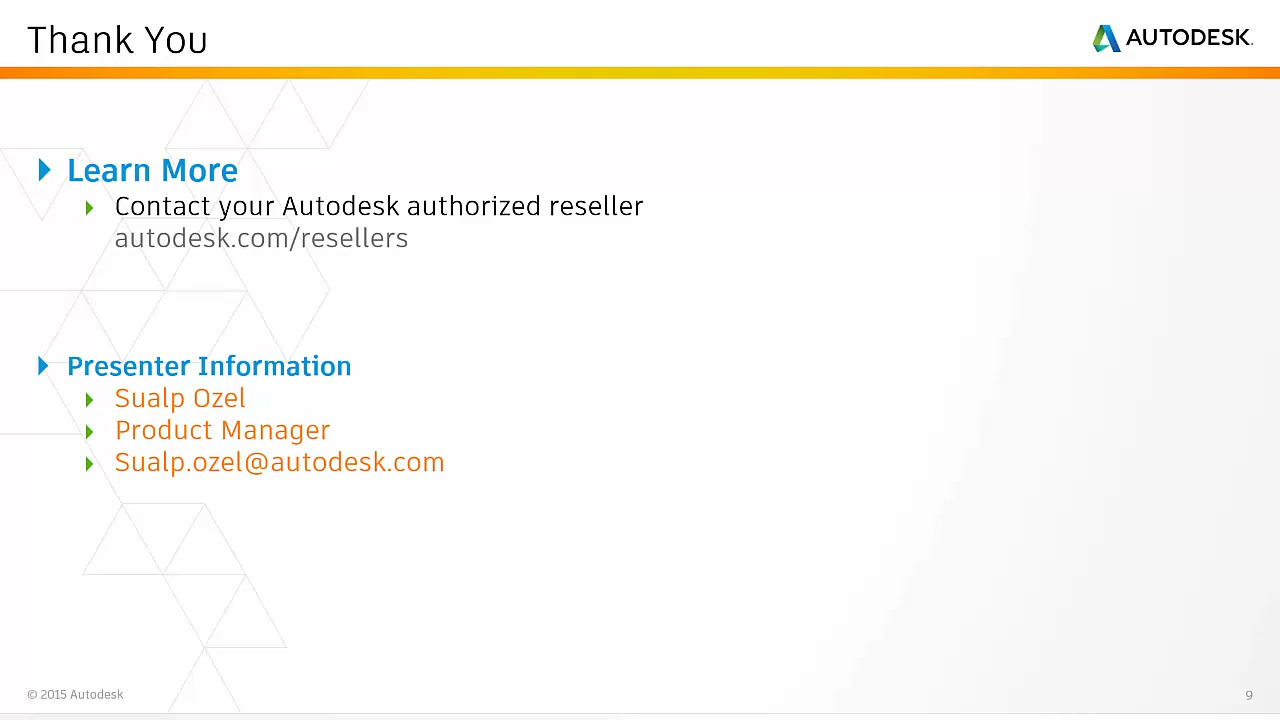 Thank You
AUTODESK.
Learn More
Contact your Autodesk authorized reseller
autodesk.com/resellers
Presenter Information
Sualp Ozel
Product Manager
Sualp.ozel@autodesk.com
© 2015 Autodesk
9